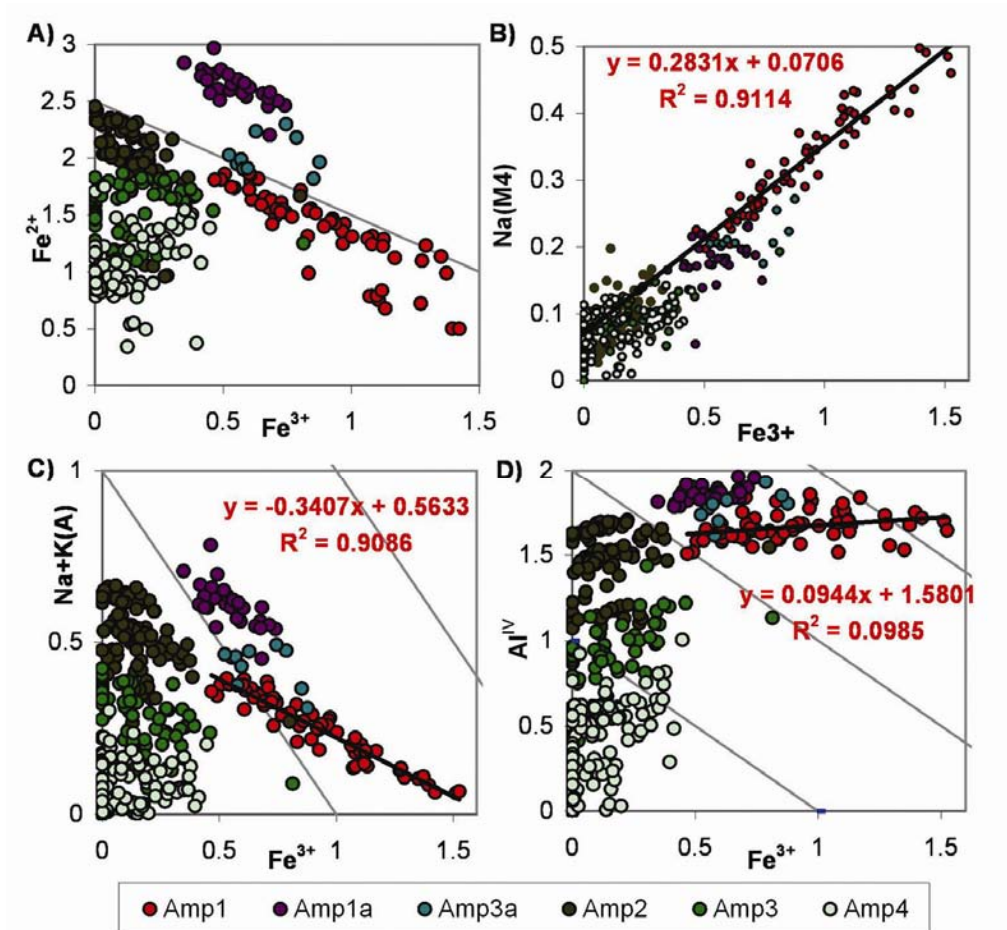 A)
3
2.5
2
1.5
1
0.5
0
Fe²⁺
0
0.5
1
1.5
Fe³⁺
B)
0.5
0.4
0.3
0.2
0.1
0
Na(M4)
y = 0.2831x + 0.0706
R² = 0.9114
0
0.5
1
1.5
Fe3+
C)
1
0.5
0
Na+K(A)
y = -0.3407x + 0.5633
R² = 0.9086
0
0.5
1
1.5
Fe³⁺
D)
2
1.5
1
0.5
0
Al^IV
y = 0.0944x + 1.5801
R² = 0.0985
0
0.5
1
1.5
Fe³⁺
Amp1 Amp1a Amp3a Amp2 Amp3 Amp4